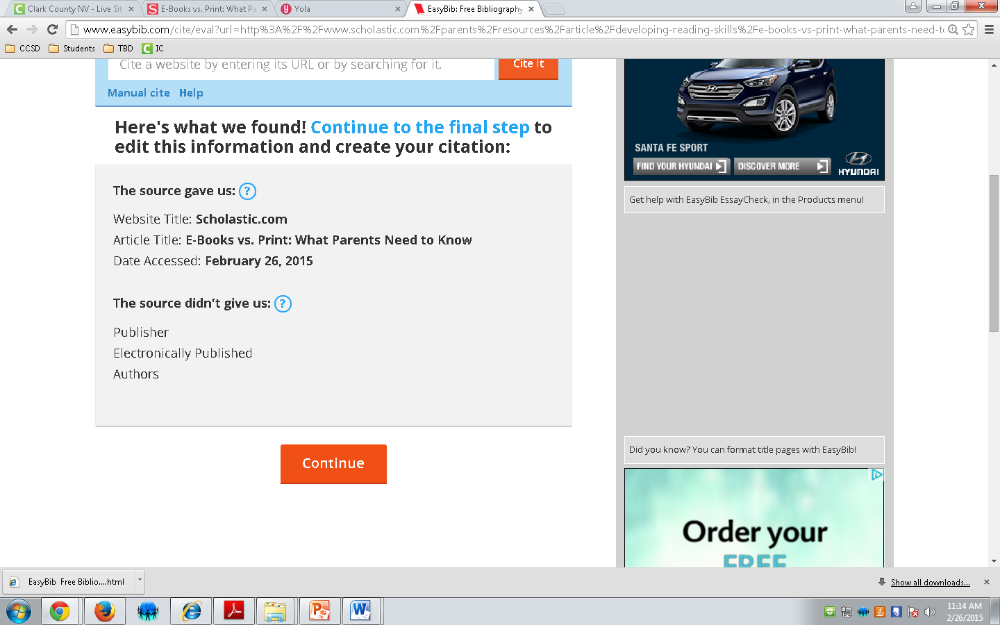 Clark County NV - Live Sit
E-Books vs. Print: What Pa
Yola
EasyBib: Free Bibliography
www.easybib.com/cite/eval?url=http%3A%2F%2Fwww.scholastic.com%2Fparents%2Fresources%2Farticle%2Fdeveloping-reading-skills%2Fe-books-vs-print-what-parents-need-to
CCSD
Students
TBD
IC
Cite a website by entering its URL or by searching for it.
Cite It
Manual cite
Help
Here's what we found! Continue to the final step to
edit this information and create your citation:
The source gave us: ?
Website Title: Scholastic.com
Article Title: E-Books vs. Print: What Parents Need to Know
Date Accessed: February 26, 2015
The source didn't give us: ?
Publisher
Electronically Published
Authors
Continue
SANTA FE SPORT
FIND YOUR HYUNDAI
DISCOVER MORE
HYUNDAI
Get help with EasyBib EssayCheck, in the Products menu!
Did you know? You can format title pages with EasyBib!
Order your
FREE
EasyBib Free Biblio....html
Show all downloads...
11:14 AM
2/26/2015